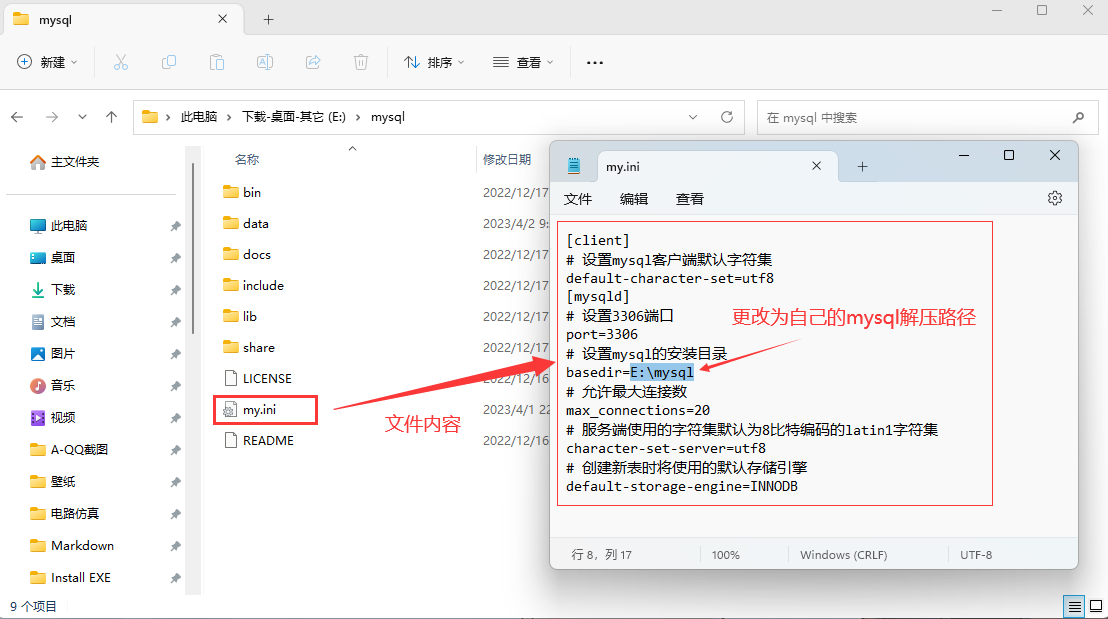 mysql
新建
排序
查看
此电脑 > 下载-桌面-其它 (E:) > mysql
在 mysql 中搜索
主文件夹
此电脑
桌面
下载
文档
图片
音乐
视频
A-QQ截图
壁纸
电路仿真
Markdown
Install EXE
名称 修改日期
bin 2022/12/17
data 2023/4/2 9:
docs 2022/12/17
include 2022/12/17
lib 2022/12/17
share 2022/12/17
LICENSE 2022/12/16
my.ini 2023/4/1 22
README 2022/12/16
文件内容
my.ini
文件 编辑 查看
[client]
# 设置mysql客户端默认字符集
default-character-set=utf8
[mysqld]
# 设置3306端口
port=3306
# 设置mysql的安装目录
basedir=E:\mysql
# 允许最大连接数
max_connections=20
# 服务端使用的字符集默认为8比特编码的latin1字符集
character-set-server=utf8
# 创建新表时将使用的默认存储引擎
default-storage-engine=INNODB
更改为自己的mysql解压路径
行 8，列 17 100% Windows (CRLF) UTF-8
9 个项目